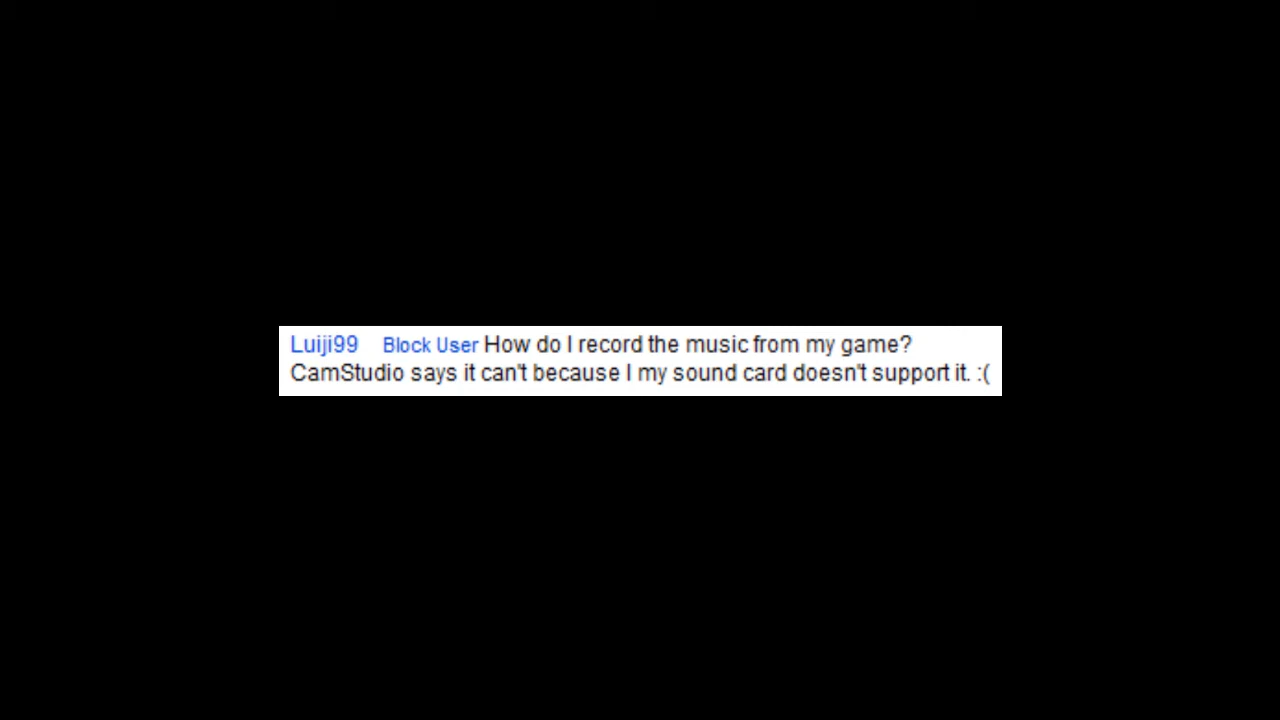 Luiji99 Block User How do I record the music from my game?
CamStudio says it can't because I my sound card doesn't support it. :(